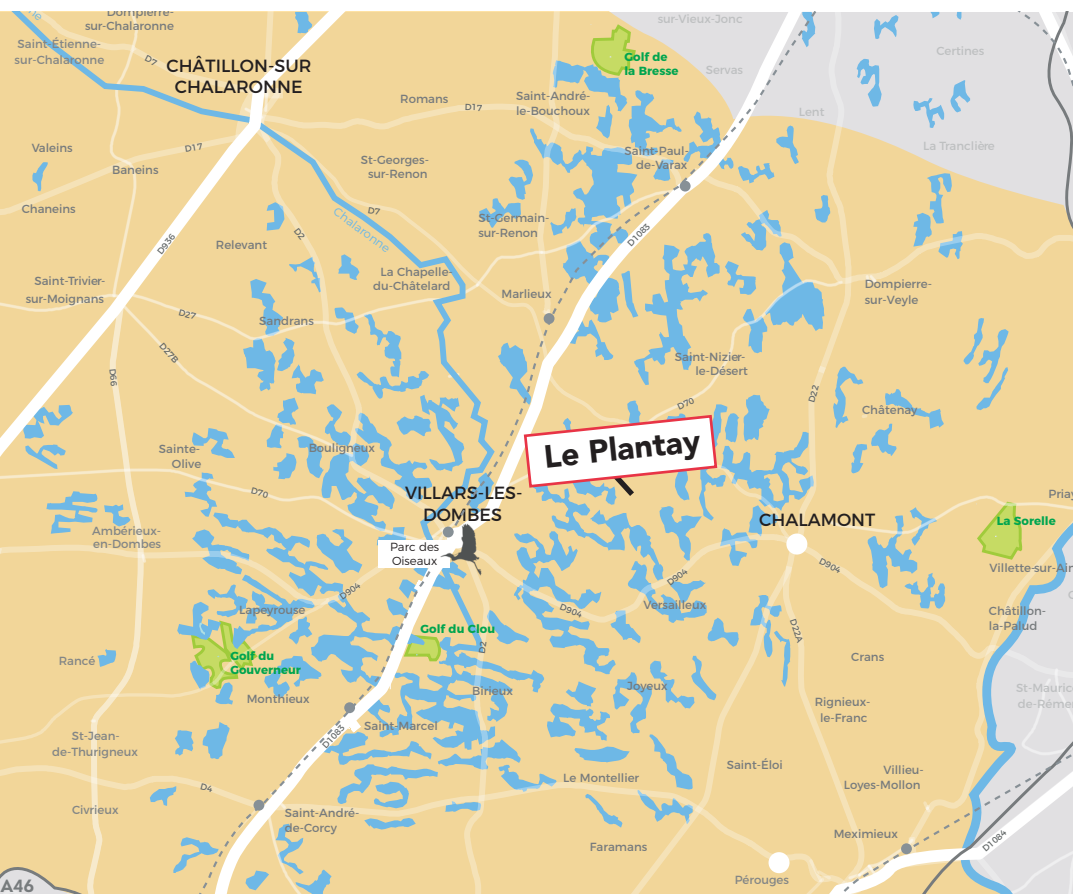 Dompierre-
sur-Chalaronne
sur-Vieux-Jonc
Saint-Étienne-
sur-Chalaronne
D7
CHÂTILLON-SUR
CHALARONNE
Golf de
la Bresse
Servas
Certines
Romans
D17
Saint-André-
le-Bouchoux
Lent
Valeins
D17
Baneins
St-Georges-
sur-Renon
Saint-Paul-
de-Varax
La Tranclière
Chaneins
D7
Chalaronne
D936
D2
Relevant
St-Germain-
sur-Renon
D1083
Saint-Trivier-
sur-Moignans
La Chapelle-
du-Châtelard
Marlieux
Dompierre-
sur-Veyle
D27
Sandrans
D27B
D66
Saint-Nizier-
le-Désert
D22
D70
Châtenay
Sainte-
Olive
Bouligneux
Le Plantay
D70
VILLARS-LES-
DOMBES
CHALAMONT
Priay
La Sorelle
Ambérieux-
en-Dombes
Parc des
Oiseaux
Villette-sur-Ain
D904
D904
D904
D904
Lapeyrouse
Versailleux
Châtillon-
la-Palud
D22A
Golf du Clou
D2
Rancé
Golf du
Gouverneur
Crans
Monthieux
Birieux
Joyeux
St-Maurice
de-Rémens
Rignieux-
le-Franc
Saint-Marcel
D1083
St-Jean-
de-Thurigneux
Saint-Éloi
Villieu-
Loyes-Mollon
D4
Le Montellier
Civrieux
Saint-André-
de-Corcy
Faramans
Meximieux
D1084
Pérouges
A46